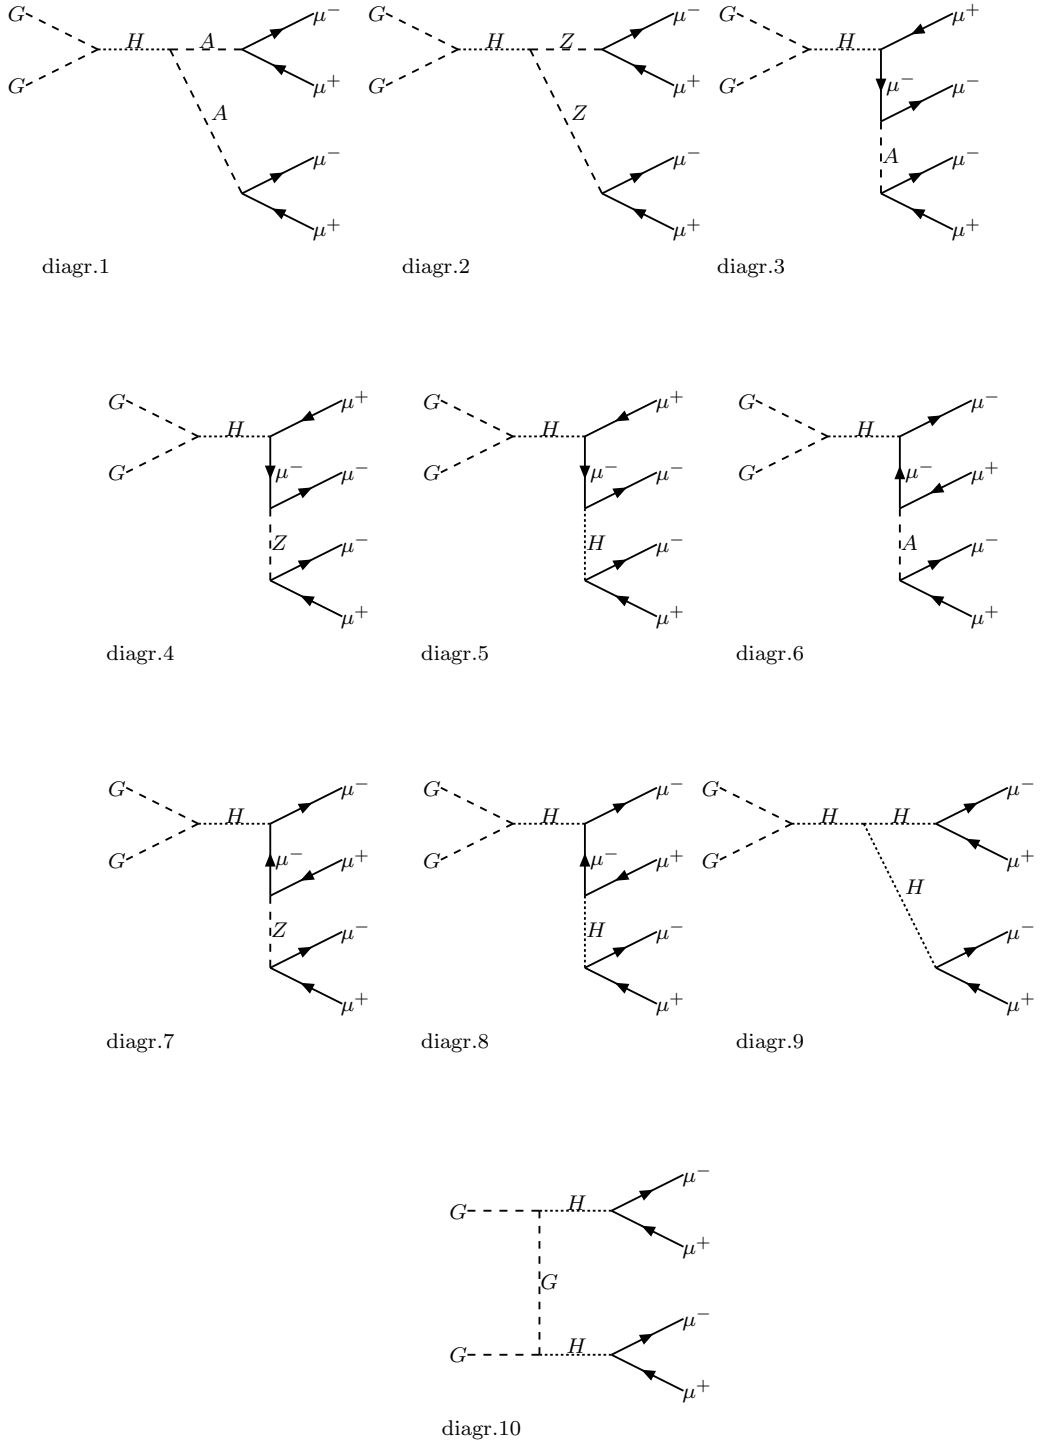 G H A μ− G H Z μ− G H μ+
G μ+ G μ+ G μ− μ−
A Z
μ− μ− A μ−
μ+ μ+ μ+
diagr.1 diagr.2 diagr.3
G H μ+ G H μ+ G H μ−
G μ− μ− G μ− μ− G μ− μ+
Z μ− H μ− A μ−
μ+ μ+ μ+
diagr.4 diagr.5 diagr.6
G H μ− G H μ− G H H μ−
G μ− μ+ G μ− μ+ G μ+
H
Z μ− H μ− μ−
μ+ μ+ μ+
diagr.7 diagr.8 diagr.9
G H μ−
μ+
G
μ−
G H
μ+
diagr.10